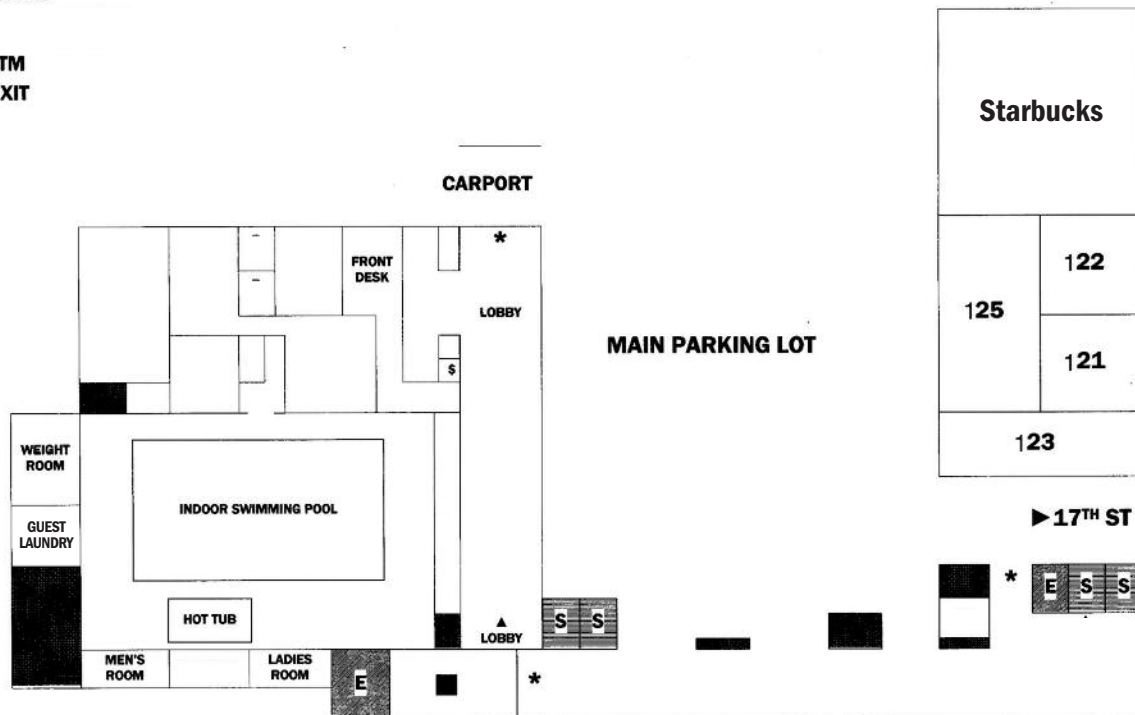 TM
XIT
Starbucks
CARPORT
*
FRONT
DESK
LOBBY
122
125
MAIN PARKING LOT
$
121
123
WEIGHT
ROOM
INDOOR SWIMMING POOL
▶17TH ST
GUEST
LAUNDRY
*
E S S
HOT TUB
S S
▲
LOBBY
MEN'S
ROOM
LADIES
ROOM
E
*